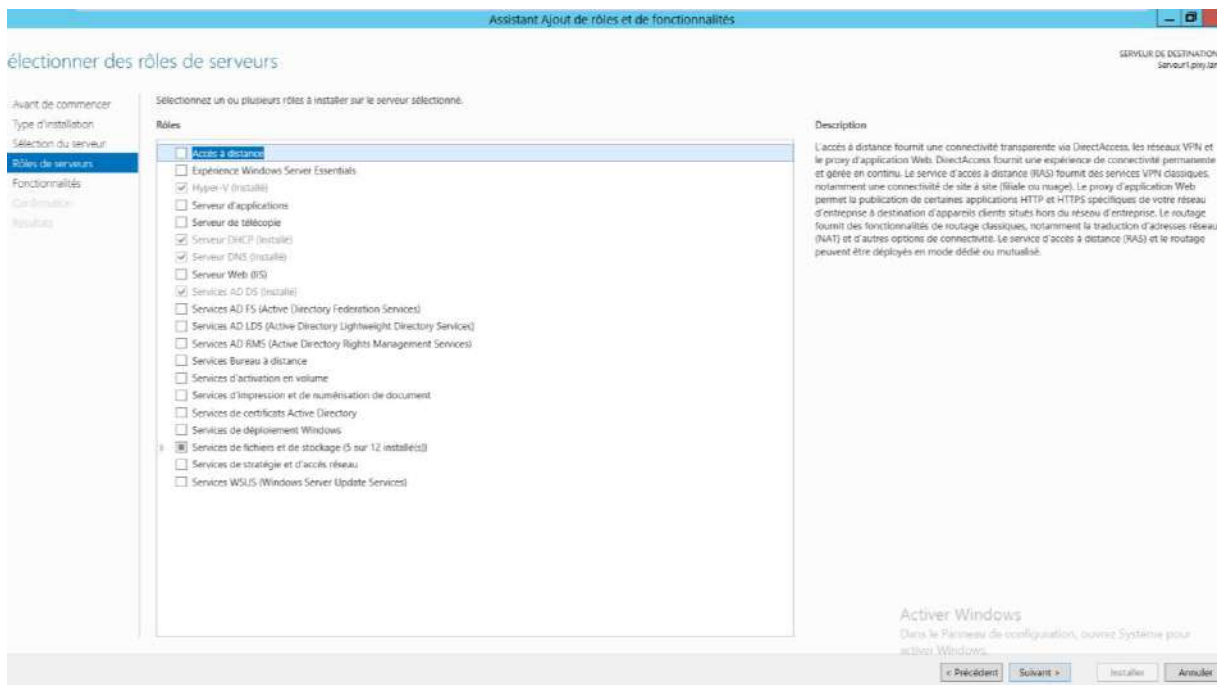 Assistant Ajout de rôles et de fonctionnalités
électionner des rôles de serveurs
SERVEUR DE DESTINATION
Serveur1.pixy.lan
Avant de commencer
Type d'installation
Sélection du serveur
Rôles de serveurs
Fonctionnalités
Confirmation
Résultats
Sélectionnez un ou plusieurs rôles à installer sur le serveur sélectionné.
Rôles
Accès à distance
Expérience Windows Server Essentials
Hyper-V (Installé)
Serveur d'applications
Serveur de télécopie
Serveur DHCP (Installé)
Serveur DNS (Installé)
Serveur Web (IIS)
Services AD DS (Installé)
Services AD FS (Active Directory Federation Services)
Services AD LDS (Active Directory Lightweight Directory Services)
Services AD RMS (Active Directory Rights Management Services)
Services Bureau à distance
Services d'activation en volume
Services d'impression et de numérisation de document
Services de certificats Active Directory
Services de déploiement Windows
Services de fichiers et de stockage (5 sur 12 installé(s))
Services de stratégie et d'accès réseau
Services WSUS (Windows Server Update Services)
Description
L'accès à distance fournit une connectivité transparente via DirectAccess, les réseaux VPN et
le proxy d'application Web. DirectAccess fournit une expérience de connectivité permanente
et gérée en continu. Le service d'accès à distance (RAS) fournit des services VPN classiques,
notamment une connectivité de site à site (filiale ou nuage). Le proxy d'application Web
permet la publication de certaines applications HTTP et HTTPS spécifiques de votre réseau
d'entreprise à destination d'appareils clients situés hors du réseau d'entreprise. Le routage
fournit des fonctionnalités de routage classiques, notamment la traduction d'adresses réseau
(NAT) et d'autres options de connectivité. Le service d'accès à distance (RAS) et le routage
peuvent être déployés en mode dédié ou mutualisé.
Activer Windows
Dans le Panneau de configuration, ouvrez Système pour
activer Windows.
< Précédent
Suivant >
Installer
Annuler